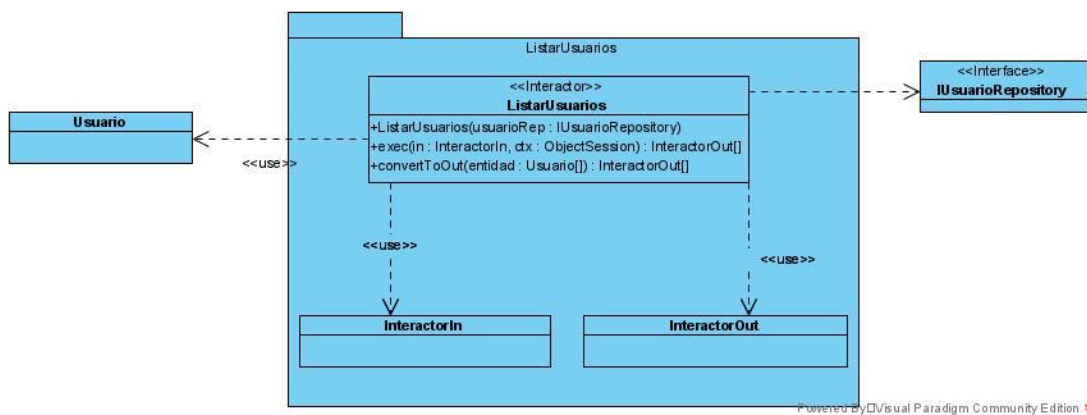 ListarUsuarios
<<Interactor>>
ListarUsuarios
+ListarUsuarios(usuarioRep : IUsuarioRepository)
+exec(in : InteractorIn, ctx : ObjectSession) : InteractorOut[]
+convertToOut(entidad : Usuario[]) : InteractorOut[]
<<Interface>>
IUsuarioRepository
Usuario
<<use>>
<<use>>
<<use>>
InteractorIn
InteractorOut
Powered By Visual Paradigm Community Edition